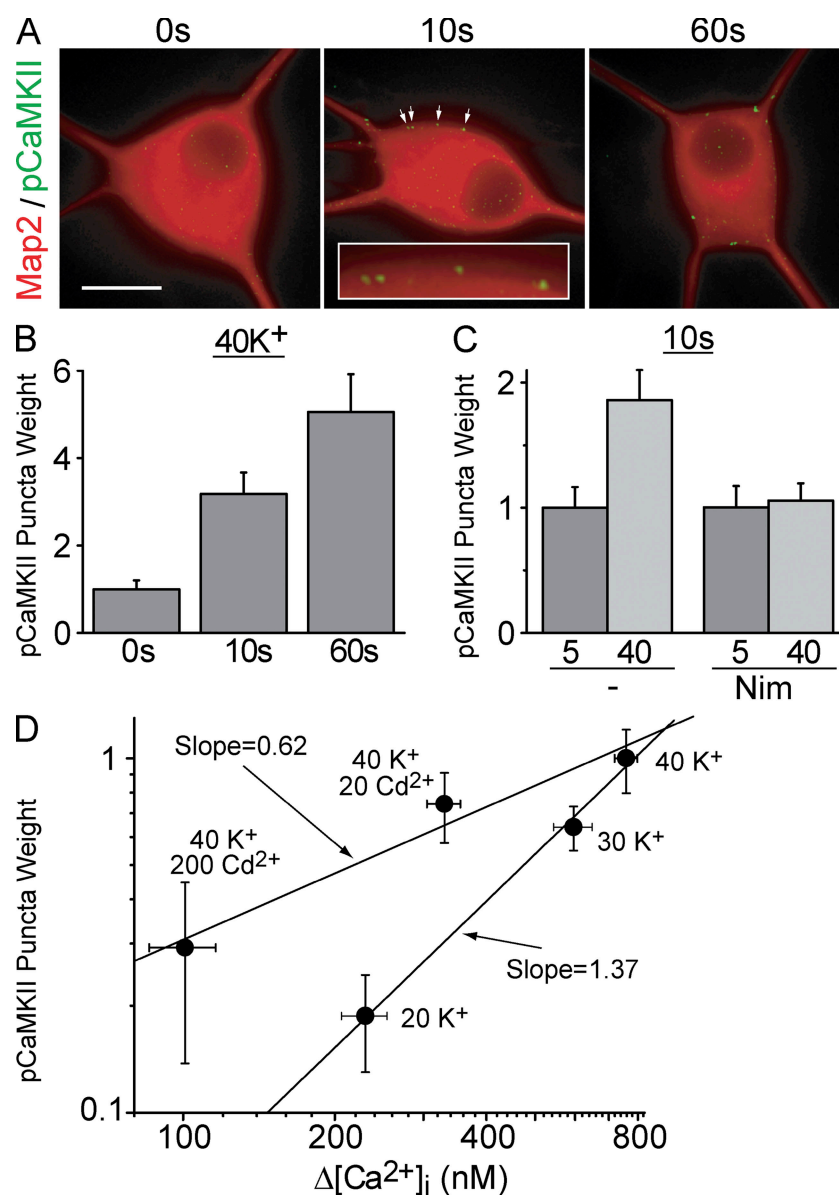 A
0s
10s
60s
Map2 / pCaMKII
B
40K+
pCaMKII Puncta Weight
6
4
2
0
0s
10s
60s
C
10s
pCaMKII Puncta Weight
2
1
0
5
40
5
40
-
Nim
D
pCaMKII Puncta Weight
1
0.1
Slope=0.62
40 K+
20 Cd2+
40 K+
200 Cd2+
40 K+
30 K+
Slope=1.37
20 K+
100
200
400
800
Δ[Ca2+]i (nM)